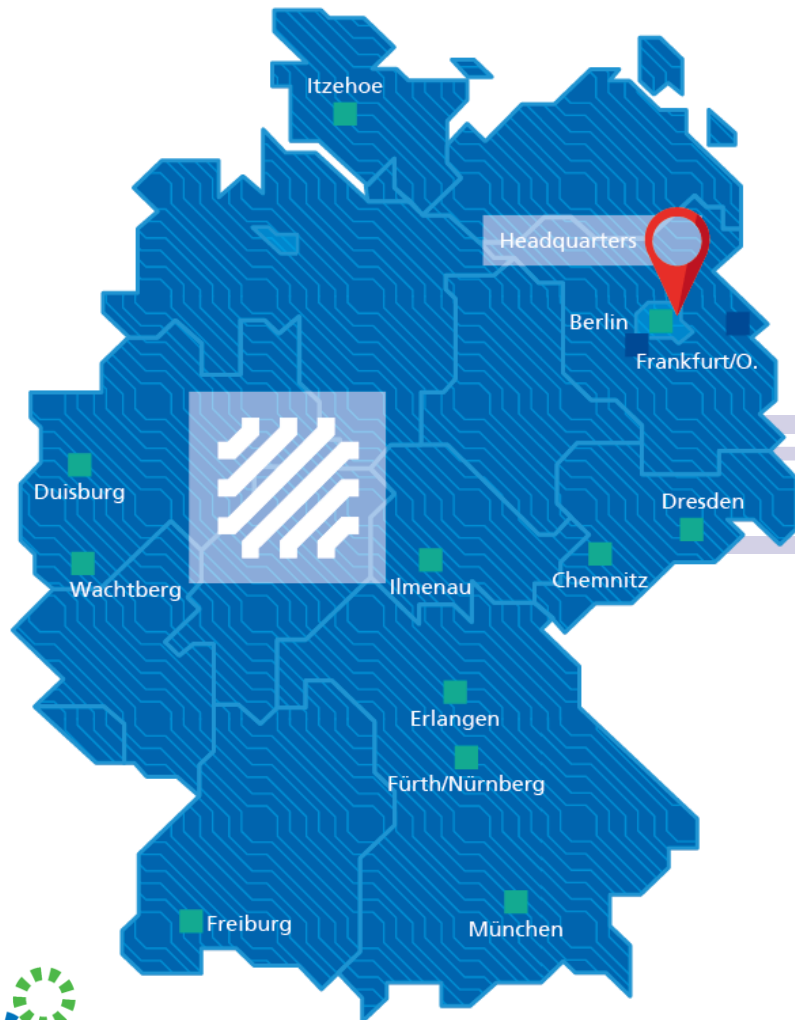 Itzehoe
Headquarters
Berlin
Frankfurt/O.
Duisburg
Dresden
Wachtberg
Ilmenau
Chemnitz
Erlangen
Fürth/Nürnberg
Freiburg
München